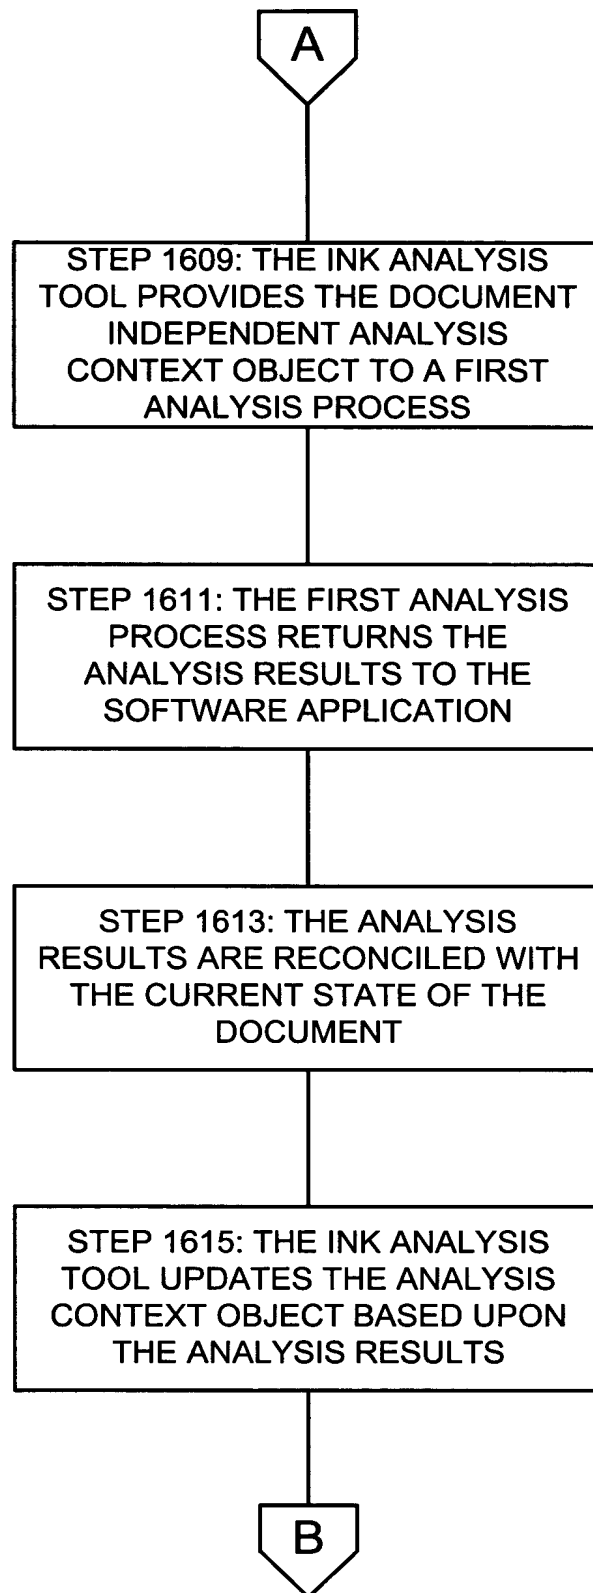 A
STEP 1609: THE INK ANALYSIS
TOOL PROVIDES THE DOCUMENT
INDEPENDENT ANALYSIS
CONTEXT OBJECT TO A FIRST
ANALYSIS PROCESS
STEP 1611: THE FIRST ANALYSIS
PROCESS RETURNS THE
ANALYSIS RESULTS TO THE
SOFTWARE APPLICATION
STEP 1613: THE ANALYSIS
RESULTS ARE RECONCILED WITH
THE CURRENT STATE OF THE
DOCUMENT
STEP 1615: THE INK ANALYSIS
TOOL UPDATES THE ANALYSIS
CONTEXT OBJECT BASED UPON
THE ANALYSIS RESULTS
B